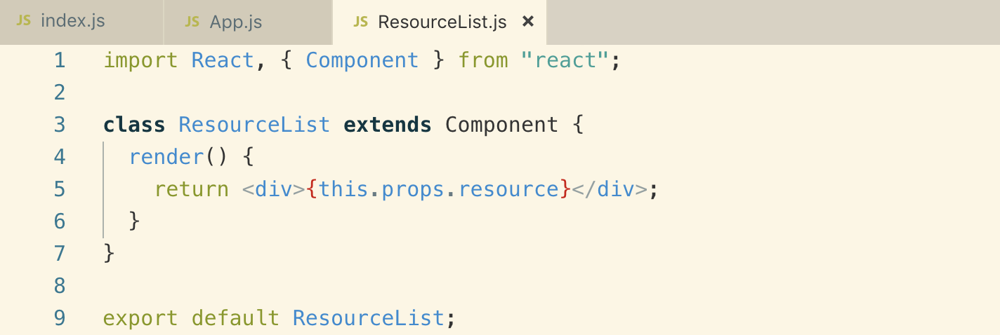 JS index.js JS App.js JS ResourceList.js ×
1 import React, { Component } from "react";
2
3 class ResourceList extends Component {
4   render() {
5     return <div>{this.props.resource}</div>;
6   }
7 }
8
9 export default ResourceList;